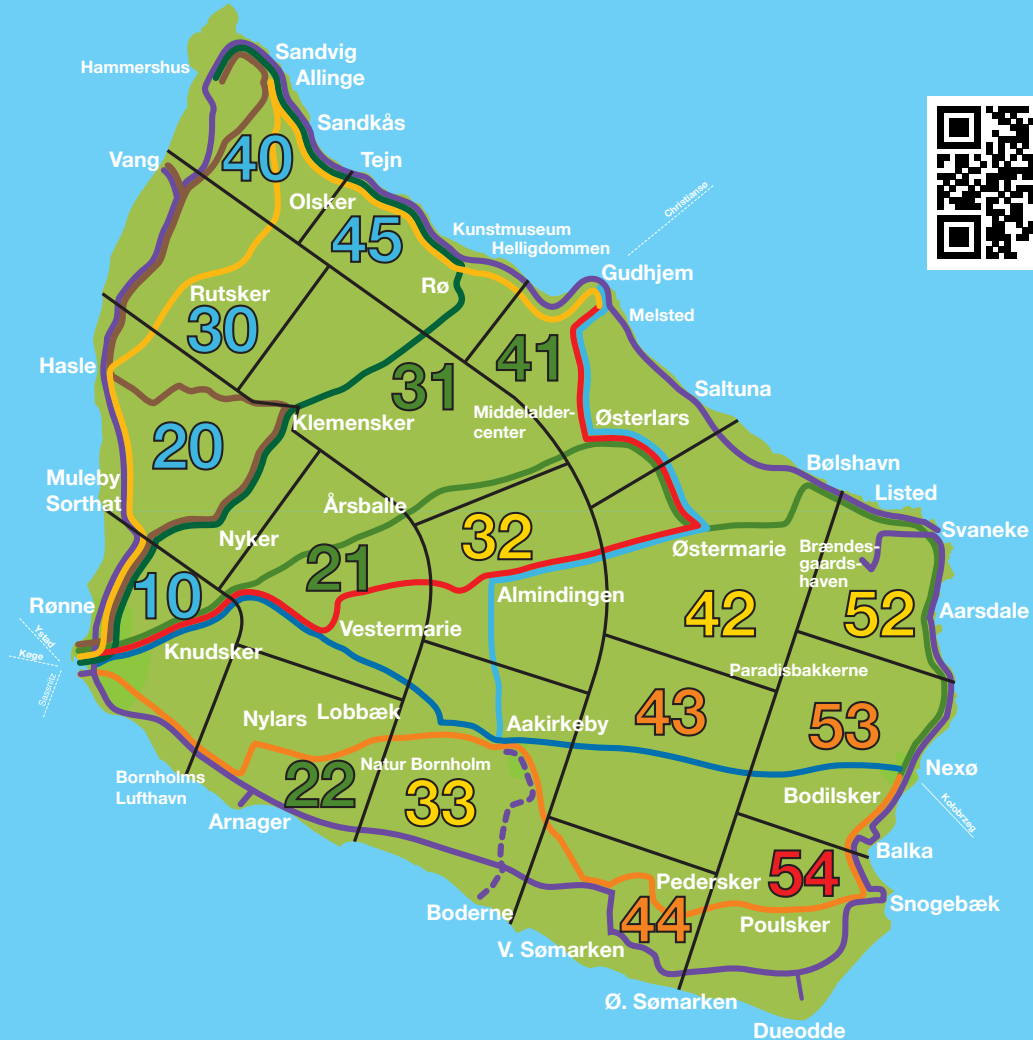 Sandvig
Hammershus
Allinge
Sandkås
Vang
40
Tejn
Christiansø
Olsker
45
Kunstmuseum
Helligdommen
Gudhjem
Rø
Rutsker
30
Melsted
41
Hasle
31
Saltuna
Middelalder-
center
Østerlars
Klemensker
20
Bølshavn
Muleby
Sorthat
Listed
Årsballe
Svaneke
Nyker
32
Østermarie
Brændes-
gaards-
haven
21
10
Almindingen
Rønne
42
52
Aarsdale
Ystad
Køge
Sassnitz
Vestermarie
Knudsker
Paradisbakkerne
Nylars
Lobbæk
43
53
Aakirkeby
Natur Bornholm
Nexø
Bornholms
Lufthavn
22
33
Bodilsker
Kolobrzeg
Arnager
Balka
54
Pedersker
Snogebæk
Boderne
44
Poulsker
V. Sømarken
Ø. Sømarken
Dueodde